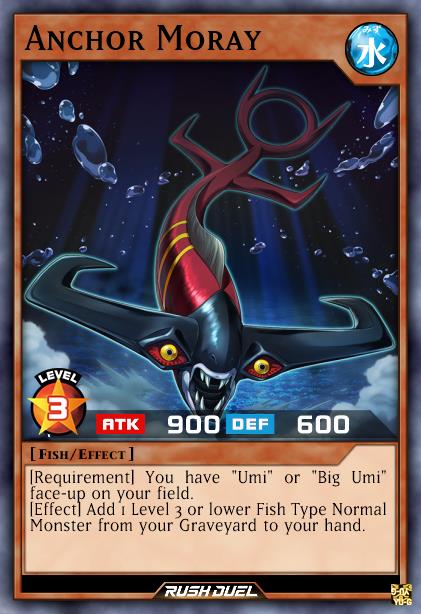 Anchor Moray
みず
水
LEVEL
3
ATK 900 DEF 600
[Fish/Effect]
[Requirement] You have "Umi" or "Big Umi"
face-up on your field.
[Effect] Add 1 Level 3 or lower Fish Type Normal
Monster from your Graveyard to your hand.
RUSH DUEL